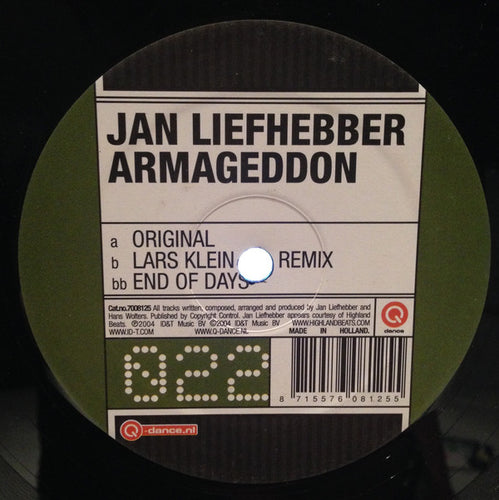 JAN LIEFHEBBER
ARMAGEDDON
a ORIGINAL
b LARS KLEIN REMIX
bb END OF DAYS
Cat.no.7008125 All tracks written, composed, arranged and produced by Jan Liefhebber and
Hans Wolters. Published by Copyright Control. Jan Liefhebber appears courtesy of Highland
Beats. ℗2004 ID&T Music BV ©2004 ID&T Music BV. WWW.HIGHLANDBEATS.COM
WWW.ID-T.COM WWW.Q-DANCE.NL MADE IN HOLLAND.
Q
dance
022
8 715576 081255
Q-dance.nl